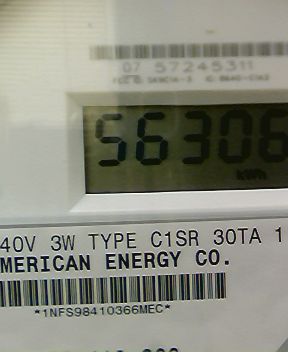 07 57245311
56306
kWh
40V 3W TYPE C1SR 30TA 1
MERICAN ENERGY CO.
*1NFS98410366MEC*